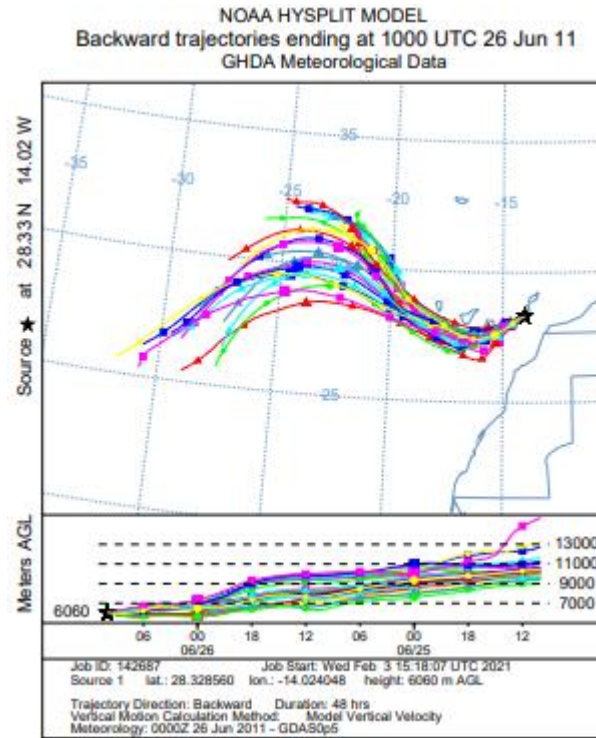 NOAA HYSPLIT MODEL
Backward trajectories ending at 1000 UTC 26 Jun 11
GHDA Meteorological Data
Source ★ at 28.33 N 14.02 W
-35
-30
-25
-20
-15
35
25
Meters AGL
6060
13000
11000
9000
7000
06 00 18 12 06 00 18 12
06/26 06/25
Job ID: 142687 Job Start: Wed Feb 3 15:18:07 UTC 2021
Source 1 lat.: 28.328560 lon.: -14.024048 height: 6060 m AGL
Trajectory Direction: Backward Duration: 48 hrs
Vertical Motion Calculation Method: Model Vertical Velocity
Meteorology: 0000Z 26 Jun 2011 - GDAS0p5